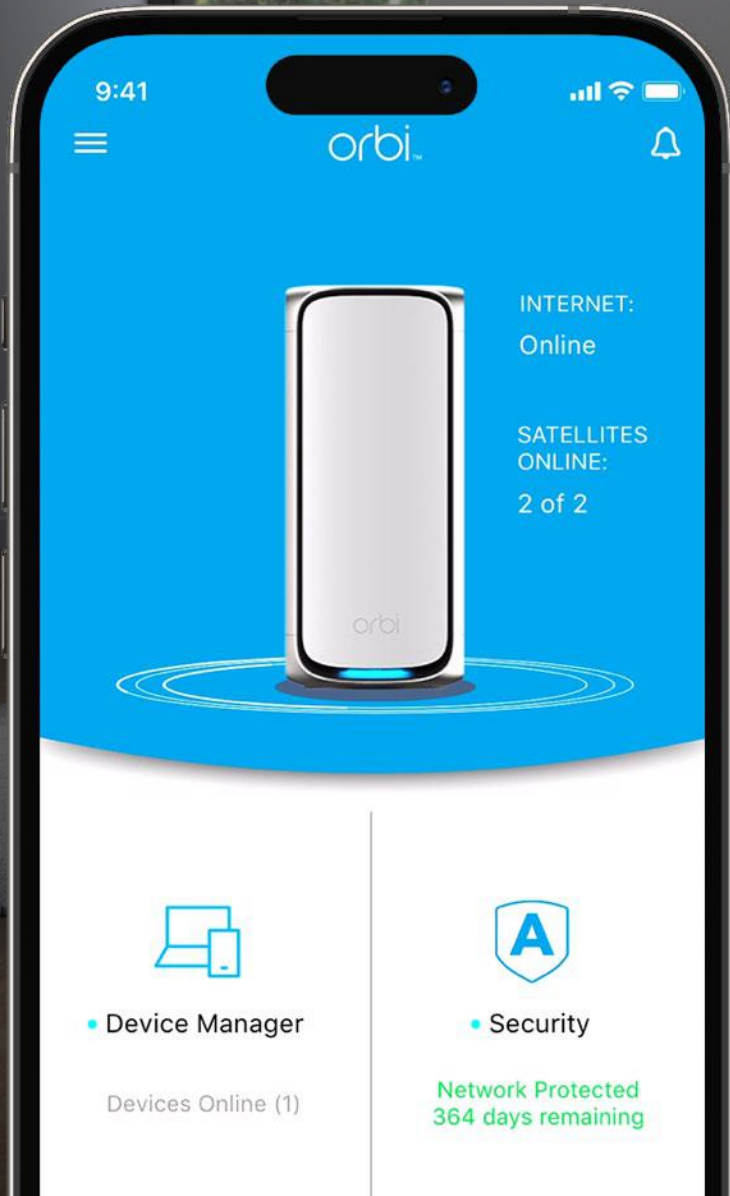 9:41
orbi™
INTERNET:
Online
SATELLITES
ONLINE:
2 of 2
orbi
A
• Device Manager
Devices Online (1)
• Security
Network Protected
364 days remaining